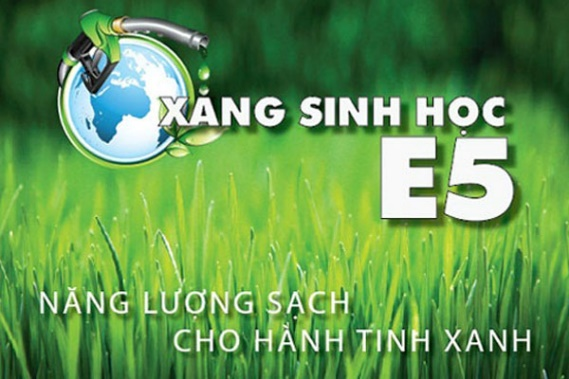 XĂNG SINH HỌC
E5
NĂNG LƯỢNG SẠCH
CHO HÀNH TINH XANH